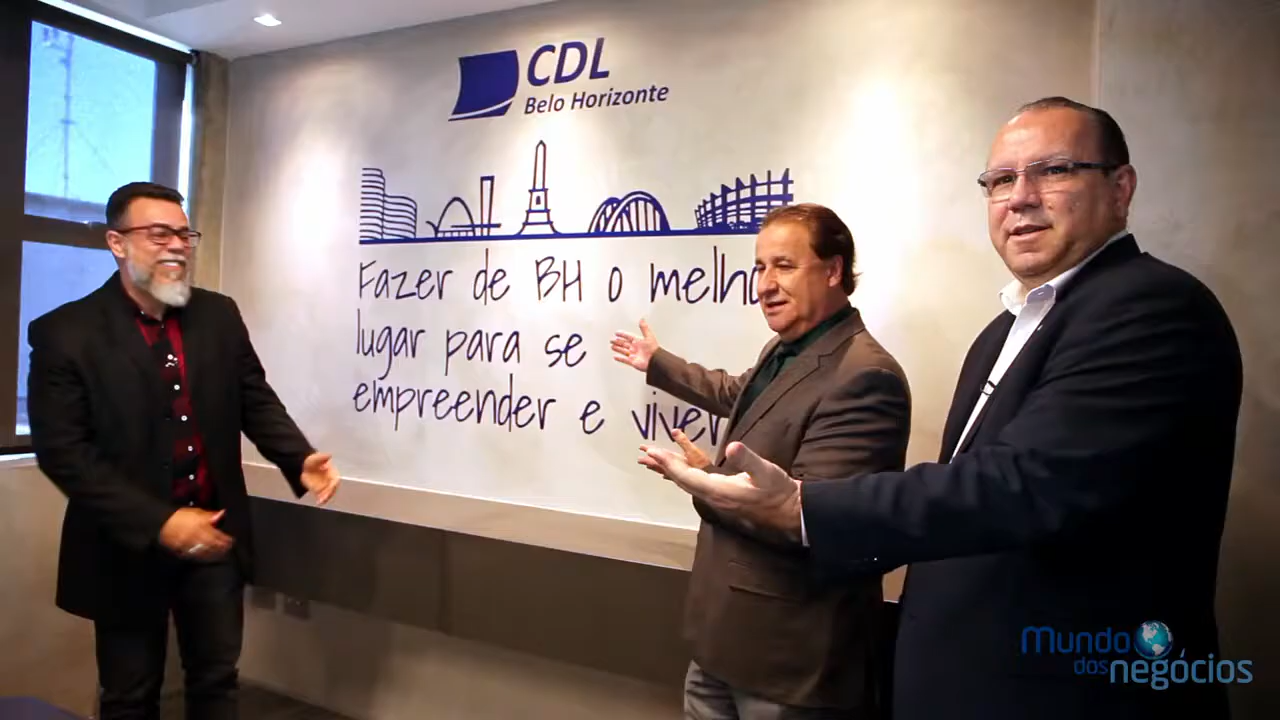 CDL
Belo Horizonte
Fazer de BH o melho
lugar para se
empreender e viver
Mundo
dos negócios